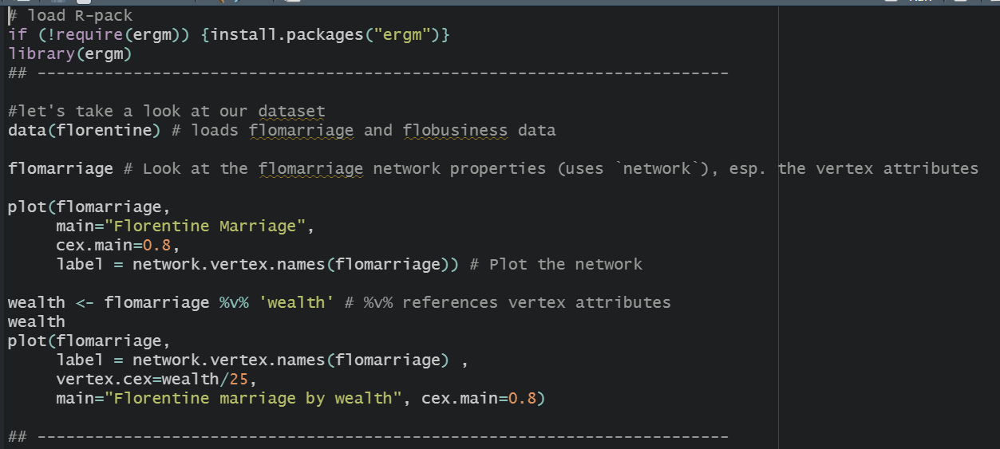 # load R-pack
if (!require(ergm)) {install.packages("ergm")}
library(ergm)
## ------------------------------------------------------------------------
#let's take a look at our dataset
data(florentine) # loads flomarriage and flobusiness data
flomarriage # Look at the flomarriage network properties (uses `network`), esp. the vertex attributes
plot(flomarriage,
     main="Florentine Marriage",
     cex.main=0.8,
     label = network.vertex.names(flomarriage)) # Plot the network
wealth <- flomarriage %v% 'wealth' # %v% references vertex attributes
wealth
plot(flomarriage,
     label = network.vertex.names(flomarriage) ,
     vertex.cex=wealth/25,
     main="Florentine marriage by wealth", cex.main=0.8)
## ------------------------------------------------------------------------